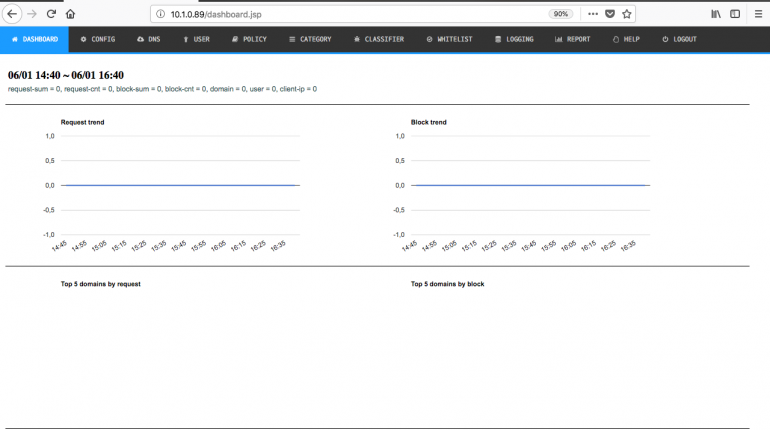 10.1.0.89/dashboard.jsp
90%
DASHBOARD CONFIG DNS USER POLICY CATEGORY CLASSIFIER WHITELIST LOGGING REPORT HELP LOGOUT
06/01 14:40 ~ 06/01 16:40
request-sum = 0, request-cnt = 0, block-sum = 0, block-cnt = 0, domain = 0, user = 0, client-ip = 0
Request trend
1,0
0,5
0,0
-0,5
-1,0
14:45 14:55 15:05 15:15 15:25 15:35 15:45 15:55 16:05 16:15 16:25 16:35
Block trend
1,0
0,5
0,0
-0,5
-1,0
14:45 14:55 15:05 15:15 15:25 15:35 15:45 15:55 16:05 16:15 16:25 16:35
Top 5 domains by request
Top 5 domains by block